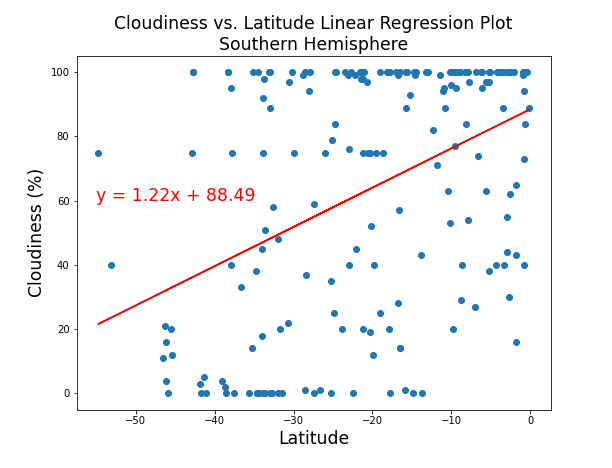 Cloudiness vs. Latitude Linear Regression Plot
Southern Hemisphere
100
80
60
40
20
0
Cloudiness (%)
y = 1.22x + 88.49
−50
−40
−30
−20
−10
0
Latitude